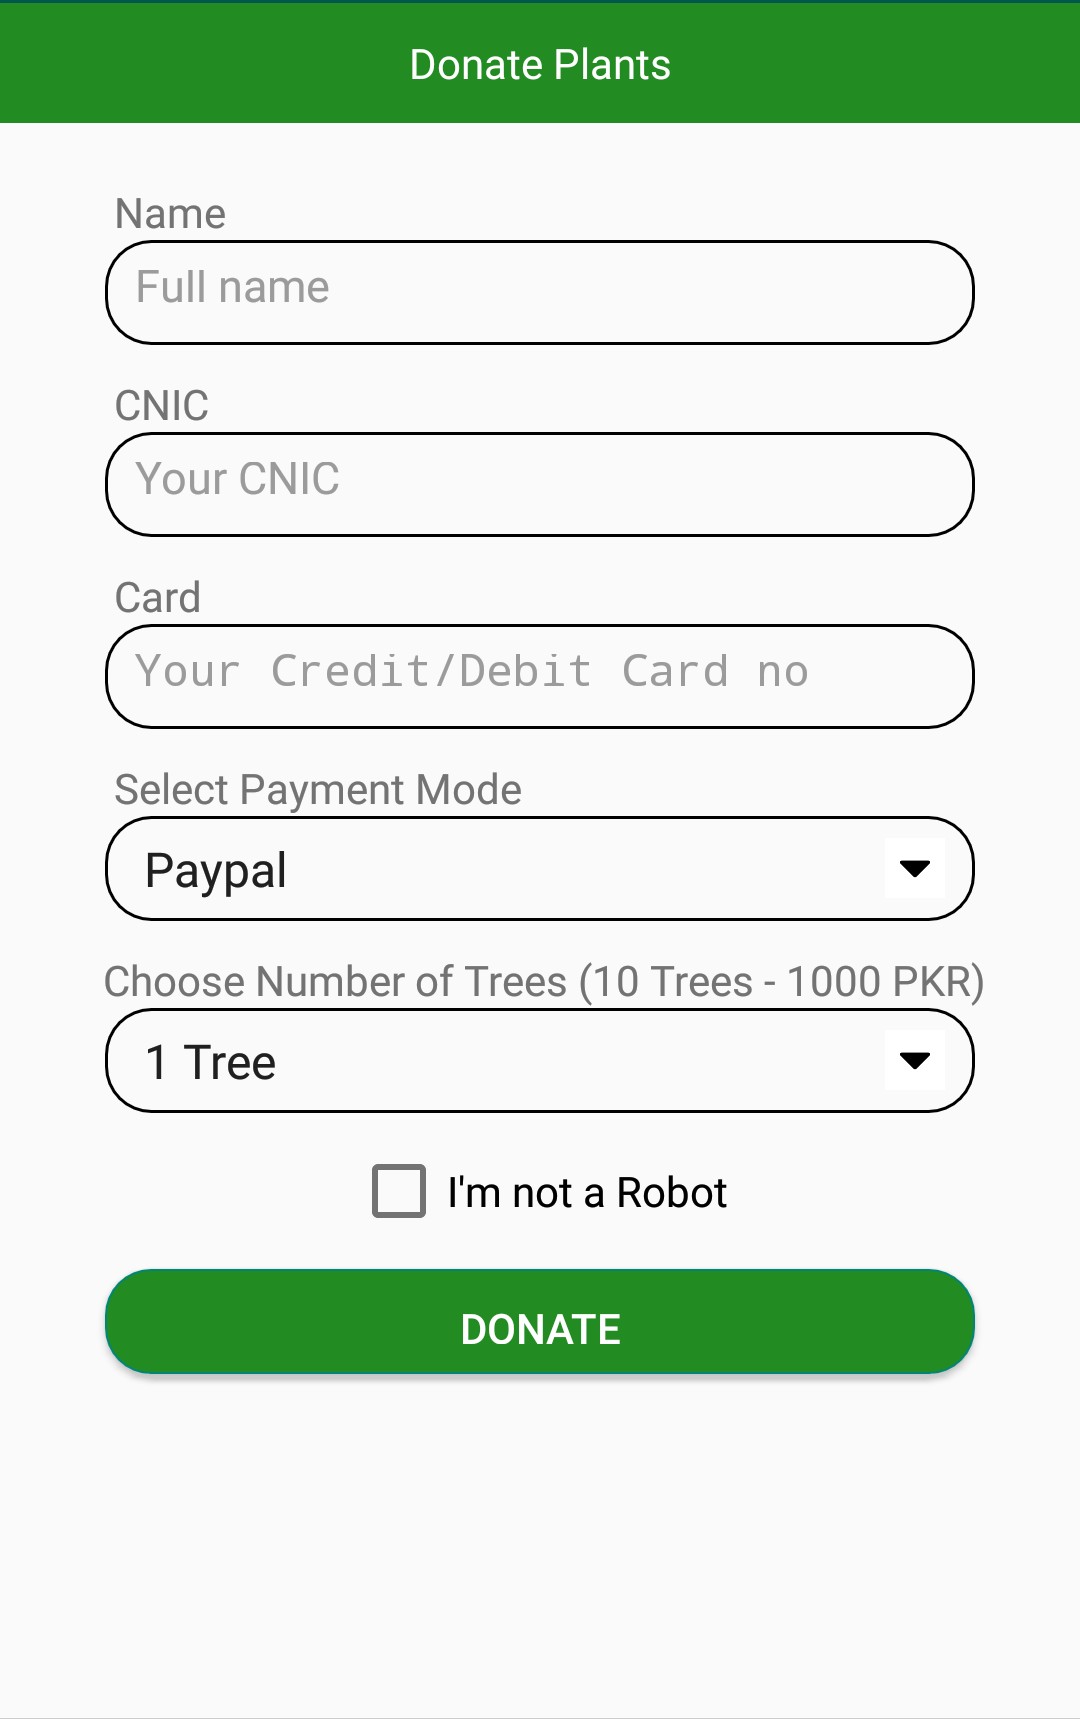 Donate Plants
Name
Full name
CNIC
Your CNIC
Card
Your Credit/Debit Card no
Select Payment Mode
Paypal
Choose Number of Trees (10 Trees - 1000 PKR)
1 Tree
I'm not a Robot
DONATE